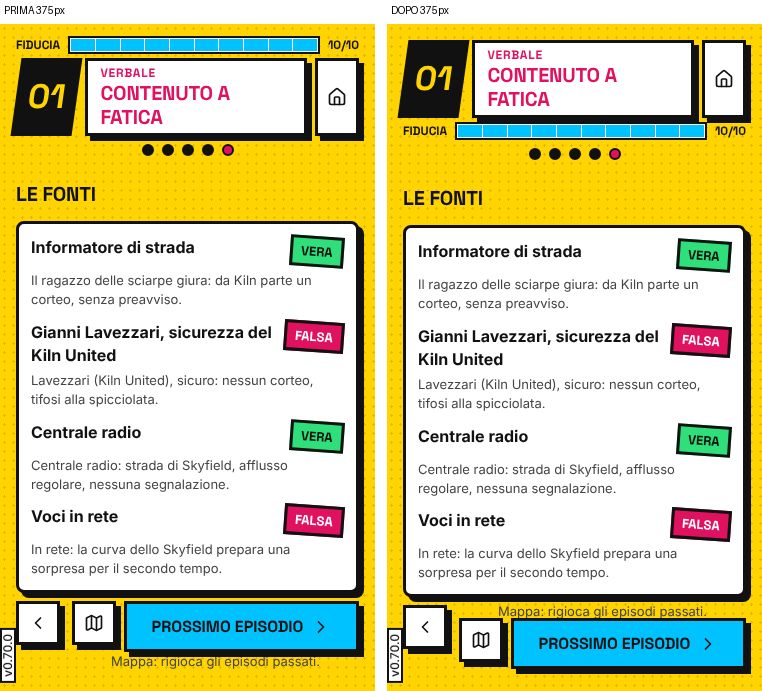 PRIMA 375px
FIDUCIA 10/10
01
VERBALE
CONTENUTO A
FATICA
LE FONTI
Informatore di strada
VERA
Il ragazzo delle sciarpe giura: da Kiln parte un
corteo, senza preavviso.
Gianni Lavezzari, sicurezza del
Kiln United
FALSA
Lavezzari (Kiln United), sicuro: nessun corteo,
tifosi alla spicciolata.
Centrale radio
VERA
Centrale radio: strada di Skyfield, afflusso
regolare, nessuna segnalazione.
Voci in rete
FALSA
In rete: la curva dello Skyfield prepara una
sorpresa per il secondo tempo.
PROSSIMO EPISODIO
Mappa: rigioca gli episodi passati.
v0.70.0
DOPO 375px
01
VERBALE
CONTENUTO A
FATICA
FIDUCIA 10/10
LE FONTI
Informatore di strada
VERA
Il ragazzo delle sciarpe giura: da Kiln parte un
corteo, senza preavviso.
Gianni Lavezzari, sicurezza del
Kiln United
FALSA
Lavezzari (Kiln United), sicuro: nessun corteo,
tifosi alla spicciolata.
Centrale radio
VERA
Centrale radio: strada di Skyfield, afflusso
regolare, nessuna segnalazione.
Voci in rete
FALSA
In rete: la curva dello Skyfield prepara una
sorpresa per il secondo tempo.
Mappa: rigioca gli episodi passati.
PROSSIMO EPISODIO
v0.70.0